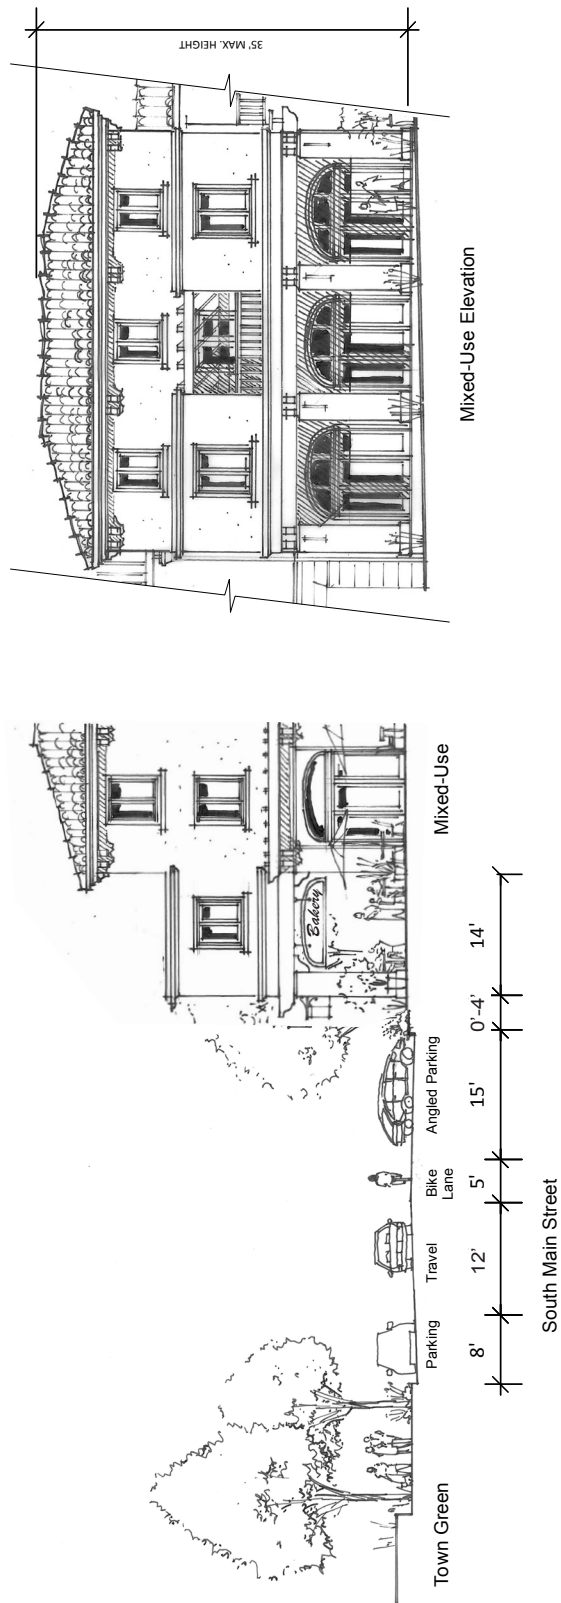 35' MAX. HEIGHT
Mixed-Use Elevation
Bakery
Mixed-Use
Town Green
Parking
Travel
Bike
Lane
Angled Parking
8'
12'
5'
15'
0'-4'
14'
South Main Street